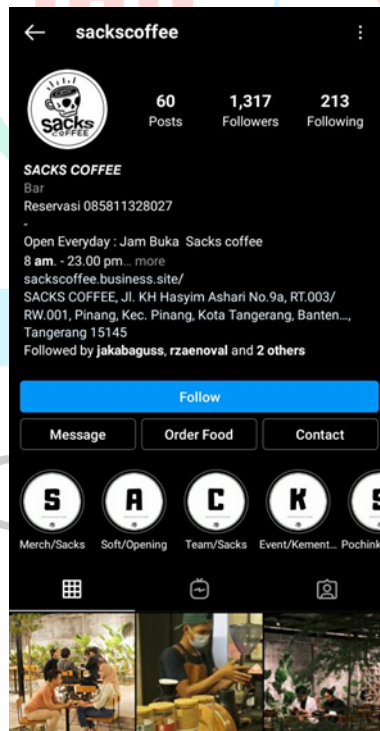 sackscoffee
sacks
COFFEE
60
1,317
213
Posts
Followers
Following
SACKS COFFEE
Bar
Reservasi 085811328027
-
Open Everyday : Jam Buka Sacks coffee
8 am. - 23.00 pm... more
sackscoffee.business.site/
SACKS COFFEE, Jl. KH Hasyim Ashari No.9a, RT.003/
RW.001, Pinang, Kec. Pinang, Kota Tangerang, Banten...,
Tangerang 15145
Followed by jakabaguss, rzaenoval and 2 others
Follow
Message
Order Food
Contact
S
A
C
K
S
Merch/Sacks
Soft/Opening
Team/Sacks
Event/Kement...
Pochink